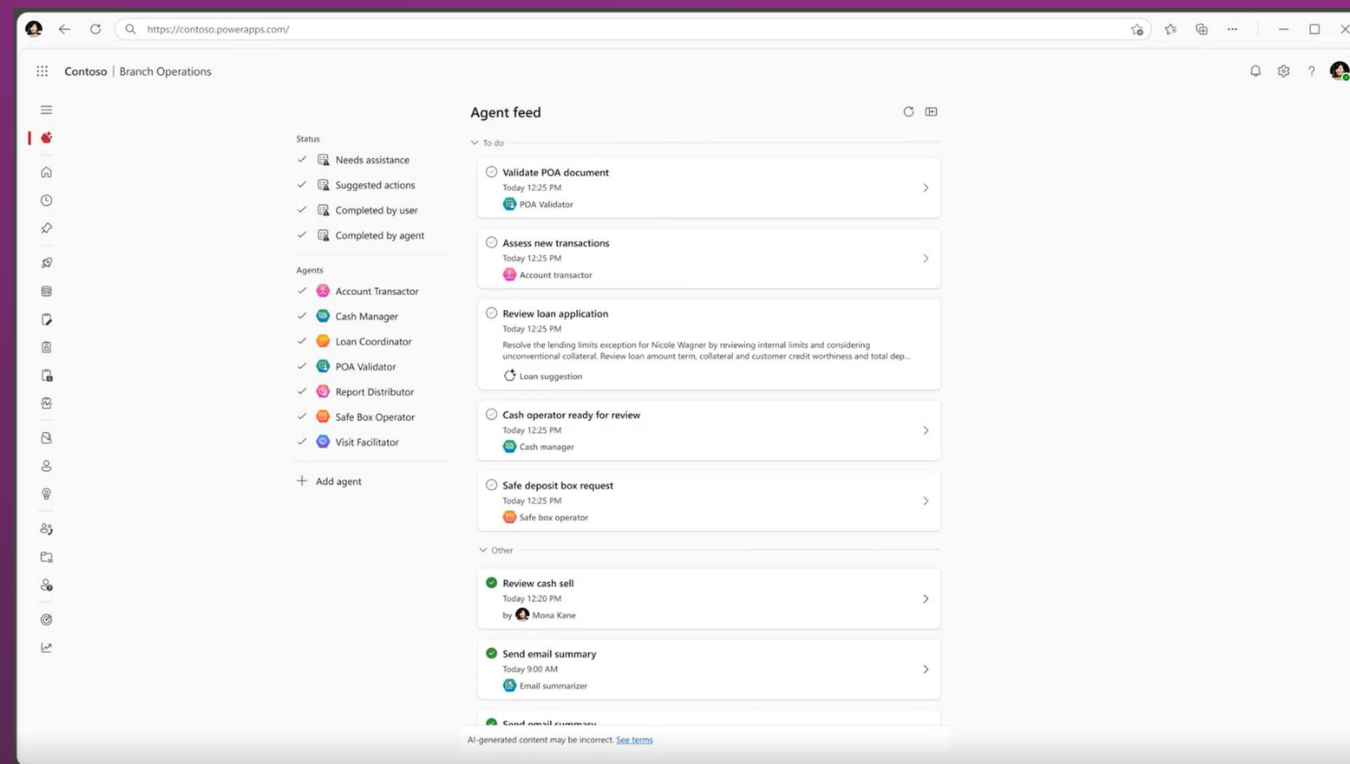 https://contoso.powerapps.com/
Contoso | Branch Operations
Status
Needs assistance
Suggested actions
Completed by user
Completed by agent
Agents
Account Transactor
Cash Manager
Loan Coordinator
POA Validator
Report Distributor
Safe Box Operator
Visit Facilitator
Add agent
Agent feed
To do
Validate POA document
Today 12:25 PM
POA Validator
Assess new transactions
Today 12:25 PM
Account transactor
Review loan application
Today 12:25 PM
Resolve the lending limits exception for Nicole Wagner by reviewing internal limits and considering
unconventional collateral. Review loan amount term, collateral and customer credit worthiness and total dep...
Loan suggestion
Cash operator ready for review
Today 12:25 PM
Cash manager
Safe deposit box request
Today 12:25 PM
Safe box operator
Other
Review cash sell
Today 12:20 PM
by Mona Kane
Send email summary
Today 9:00 AM
Email summarizer
Send email summary
AI-generated content may be incorrect. See terms